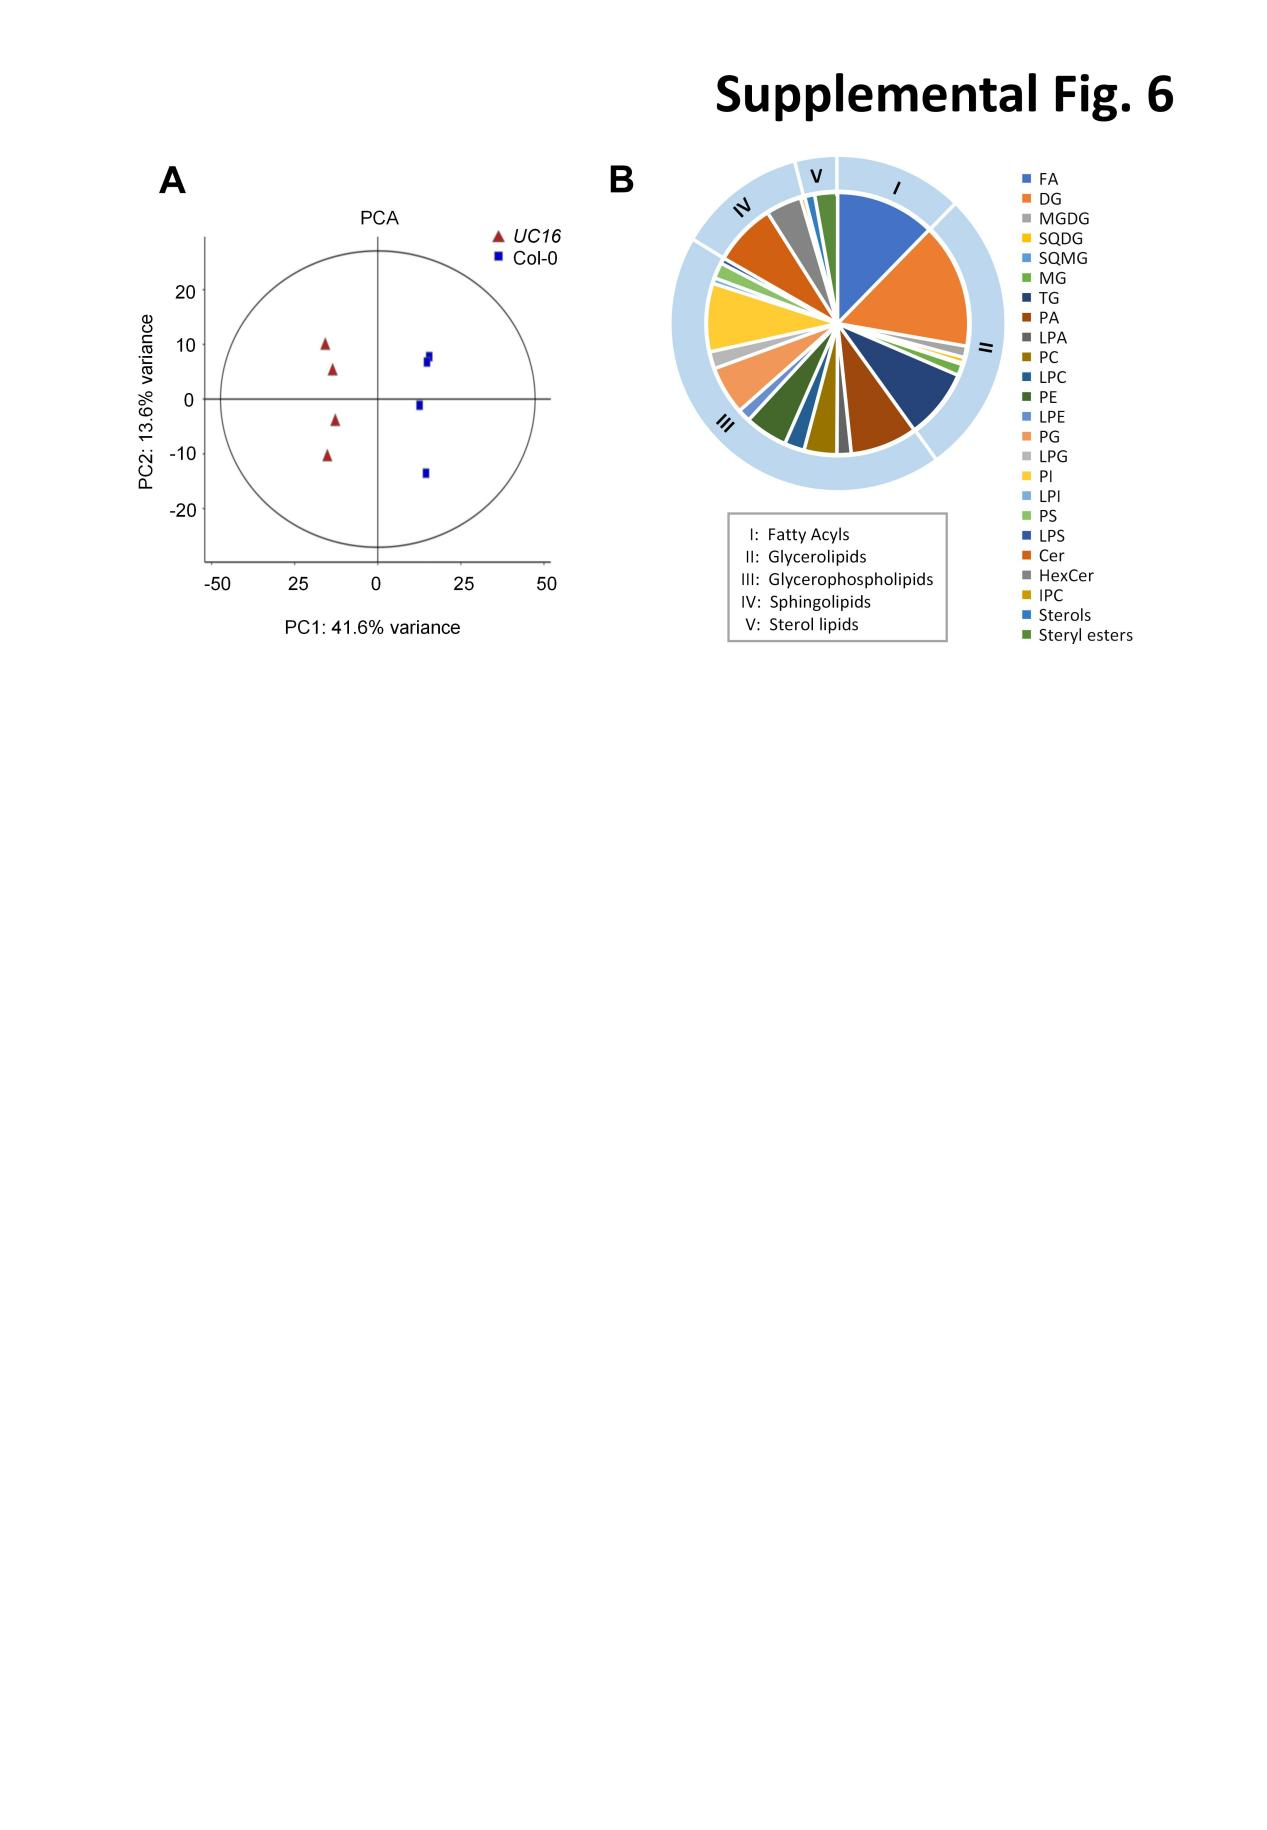 Supplemental Fig. 6
A
PCA
UC16
Col-0
PC2: 13.6% variance
20
10
0
-10
-20
-50
25
0
25
50
PC1: 41.6% variance
B
I
II
III
IV
V
FA
DG
MGDG
SQDG
SQMG
MG
TG
PA
LPA
PC
LPC
PE
LPE
PG
LPG
PI
LPI
PS
LPS
Cer
HexCer
IPC
Sterols
Steryl esters
I: Fatty Acyls
II: Glycerolipids
III: Glycerophospholipids
IV: Sphingolipids
V: Sterol lipids